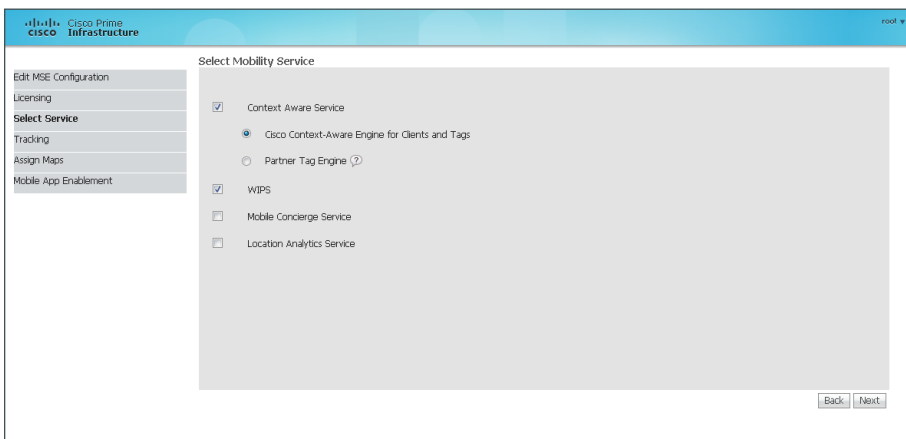 Cisco Prime
CISCO Infrastructure
root
Select Mobility Service
Edit MSE Configuration
Licensing
Select Service
Tracking
Assign Maps
Mobile App Enablement
Context Aware Service
Cisco Context-Aware Engine for Clients and Tags
Partner Tag Engine ?
WIPS
Mobile Concierge Service
Location Analytics Service
Back Next